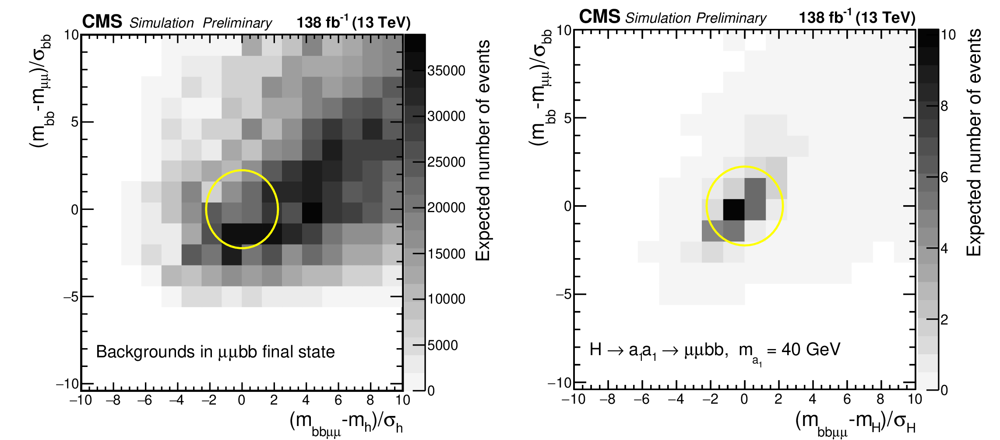 CMS Simulation Preliminary 138 fb-1 (13 TeV)
(mbb -mμμ)/σbb
10
5
0
−5
−10
−10 −8 −6 −4 −2 0 2 4 6 8 10
(mbbμμ -mh)/σh
Backgrounds in μμbb final state
35000
30000
25000
20000
15000
10000
5000
0
Expected number of events
CMS Simulation Preliminary 138 fb-1 (13 TeV)
(mbb -mμμ)/σbb
10
5
0
−5
−10
−10 −8 −6 −4 −2 0 2 4 6 8 10
(mbbμμ -mH)/σH
H → a1a1 → μμbb, ma1 = 40 GeV
10
8
6
4
2
0
Expected number of events